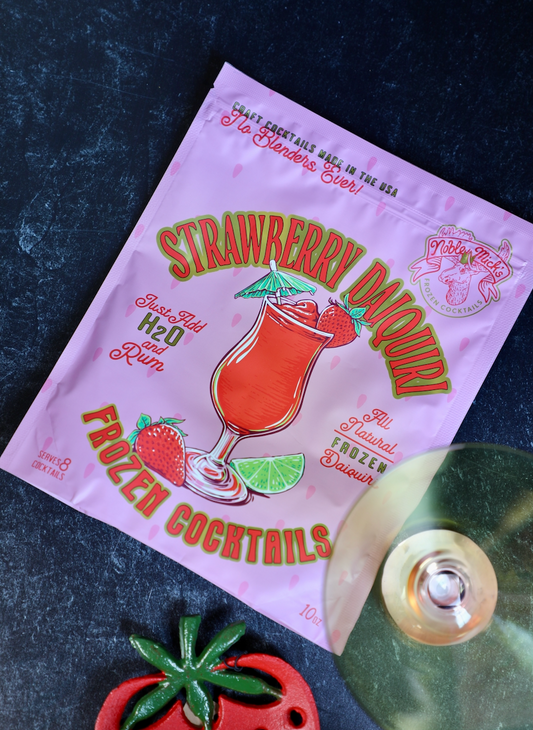 CRAFT COCKTAILS MADE IN THE USA
No Blenders Ever!
STRAWBERRY DAIQUIRI
Noble Mick's
FROZEN COCKTAILS
Just Add
H2O
and
Rum
All
Natural
FROZEN
Daiquiri
SERVES 8
COCKTAILS
FROZEN COCKTAILS
10oz